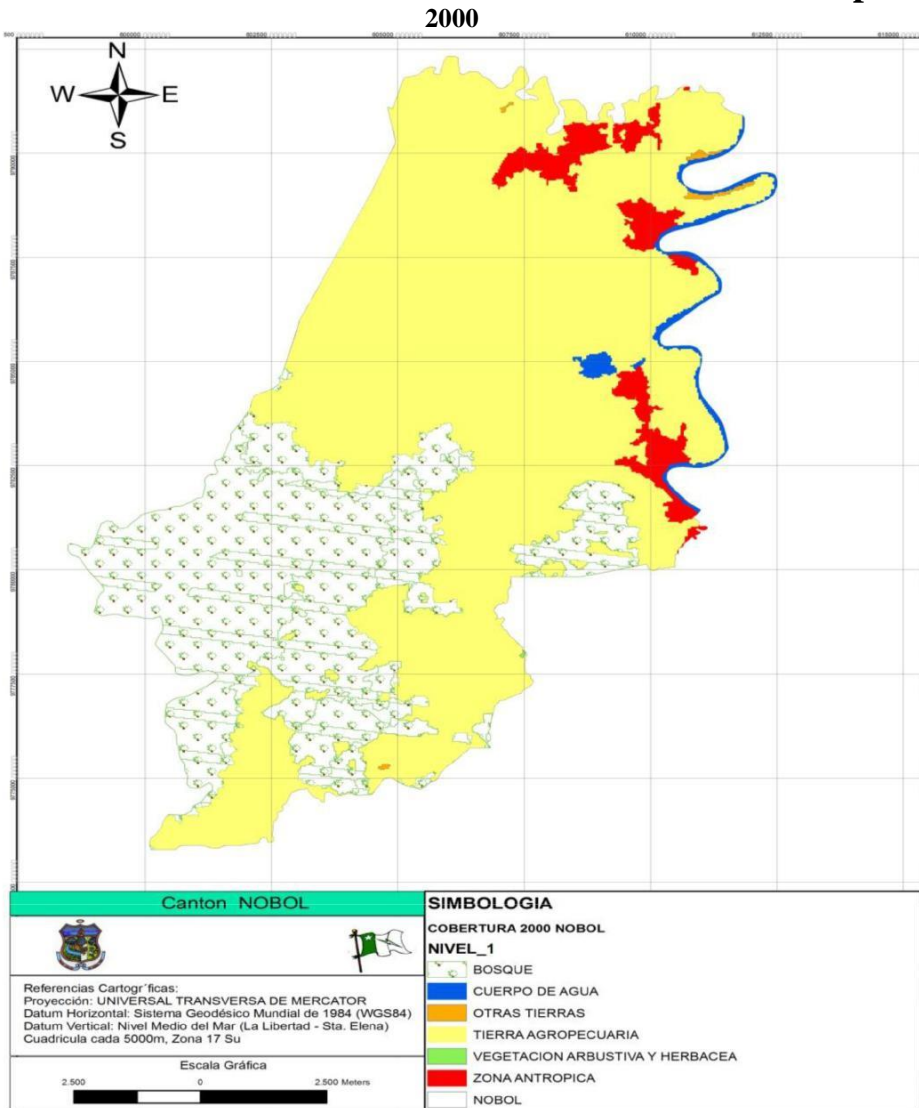 2000
N
W E
S
Canton NOBOL
Referencias Cartogr´ficas:
Proyección: UNIVERSAL TRANSVERSA DE MERCATOR
Datum Horizontal: Sistema Geodésico Mundial de 1984 (WGS84)
Datum Vertical: Nivel Medio del Mar (La Libertad - Sta. Elena)
Cuadricula cada 5000m, Zona 17 Su
Escala Gráfica
2.500 0 2.500 Meters
SIMBOLOGIA
COBERTURA 2000 NOBOL
NIVEL_1
BOSQUE
CUERPO DE AGUA
OTRAS TIERRAS
TIERRA AGROPECUARIA
VEGETACION ARBUSTIVA Y HERBACEA
ZONA ANTROPICA
NOBOL